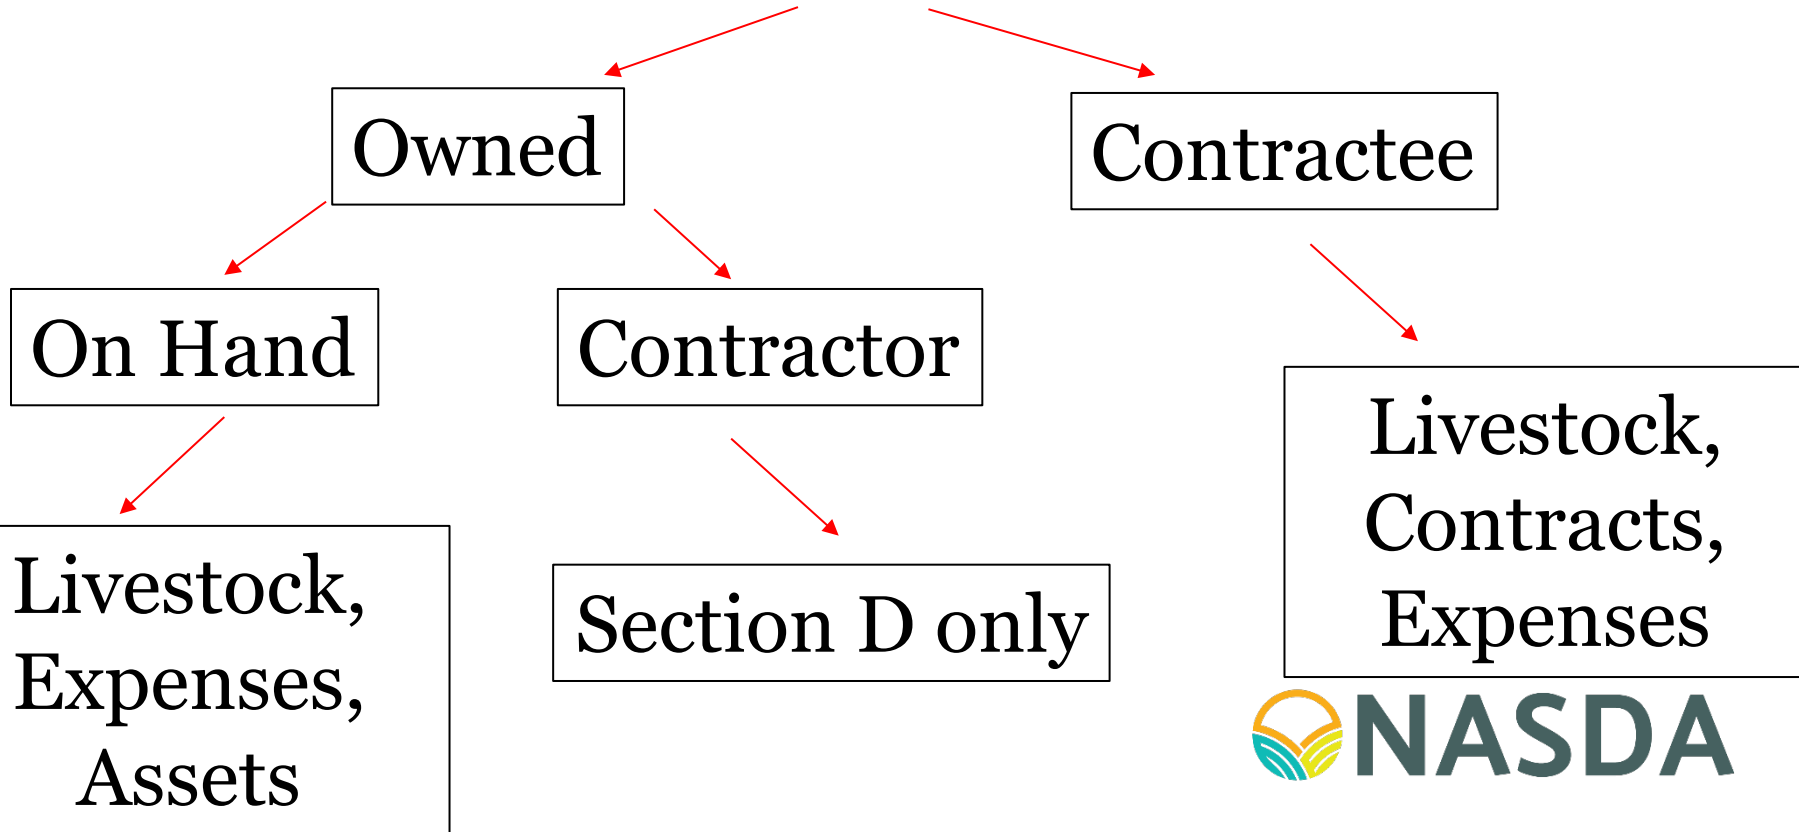 Owned
Contractee
On Hand
Contractor
Livestock,
Contracts,
Expenses
Livestock,
Expenses,
Assets
Section D only
NASDA